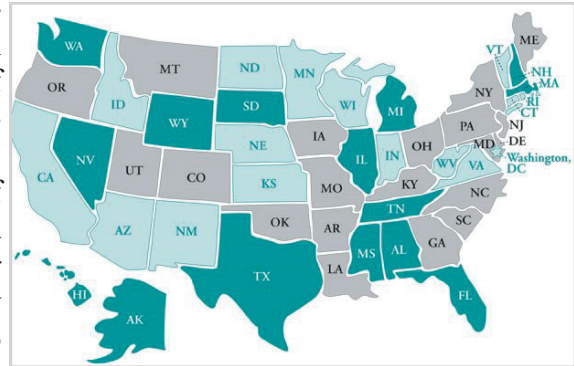 WA
MT
ND
MN
VT
ME
OR
ID
SD
WI
MI
NY
NH
MA
RI
CT
WY
NE
IA
PA
NJ
NV
UT
CO
IL
IN
OH
MD
DE
CA
KS
MO
KY
WV
VA
Washington,
DC
AZ
NM
OK
AR
TN
NC
SC
TX
LA
MS
AL
GA
FL
HI
AK